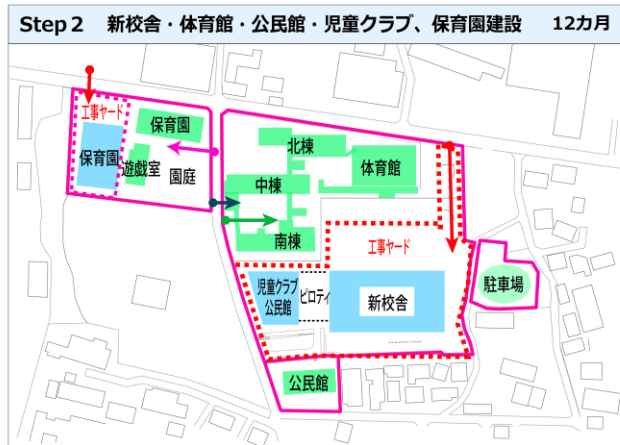 Step 2　新校舎・体育館・公民館・児童クラブ、保育園建設　12カ月
工事ヤード
保育園
保育園
遊戯室
園庭
北棟
体育館
中棟
南棟
工事ヤード
児童クラブ
公民館
ピロティ
新校舎
駐車場
公民館